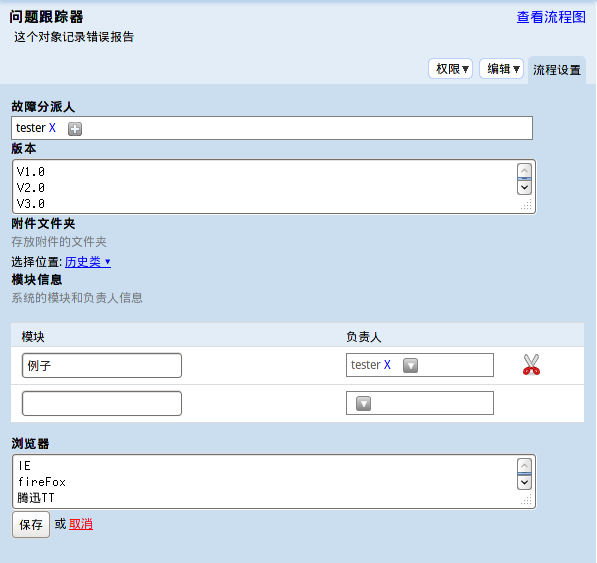 问题跟踪器 查看流程图
这个对象记录错误报告
权限▼ 编辑▼ 流程设置
故障分派人
tester X
版本
V1.0
V2.0
V3.0
附件文件夹
存放附件的文件夹
选择位置: 历史类 ▼
模块信息
系统的模块和负责人信息
模块 负责人
例子 tester X
浏览器
IE
fireFox
腾迅TT
保存 或 取消